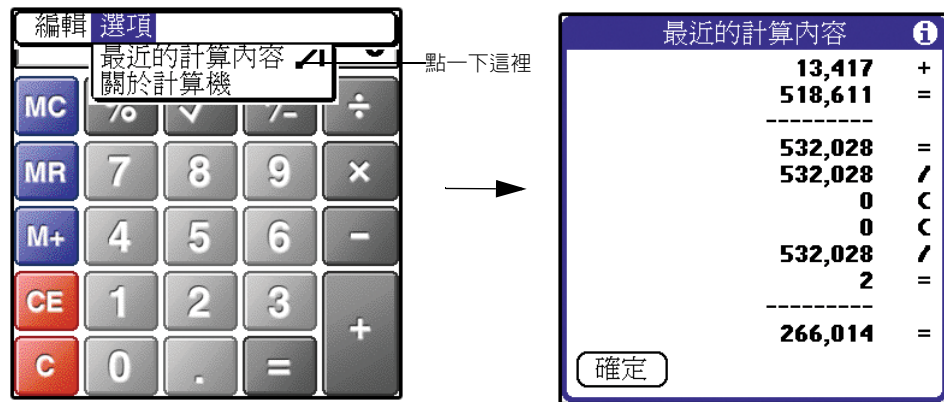 編輯 選項
最近的計算內容 ⁄I
關於計算機
點一下這裡
MC % √ +/- ÷
MR 7 8 9 ×
M+ 4 5 6 −
CE 1 2 3 +
C 0 . =
最近的計算內容 i
13,417 +
518,611 =
---------
532,028 =
532,028 /
0 C
0 C
532,028 /
2 =
---------
266,014 =
確定